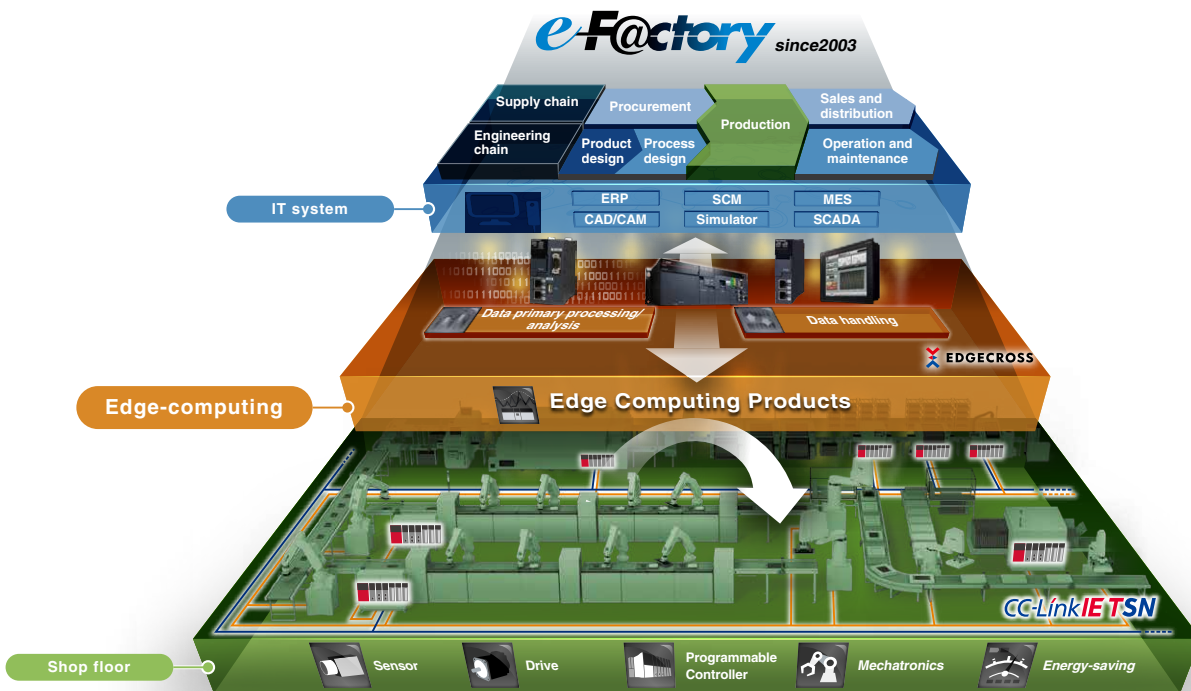 e-F@ctory since2003
Supply chain
Procurement
Production
Sales and
distribution
Engineering
chain
Product
design
Process
design
Operation and
maintenance
IT system
ERP
SCM
MES
CAD/CAM
Simulator
SCADA
Data primary processing/
analysis
Data handling
EDGECROSS
Edge-computing
Edge Computing Products
CC-Link IE TSN
Shop floor
Sensor
Drive
Programmable
Controller
Mechatronics
Energy-saving